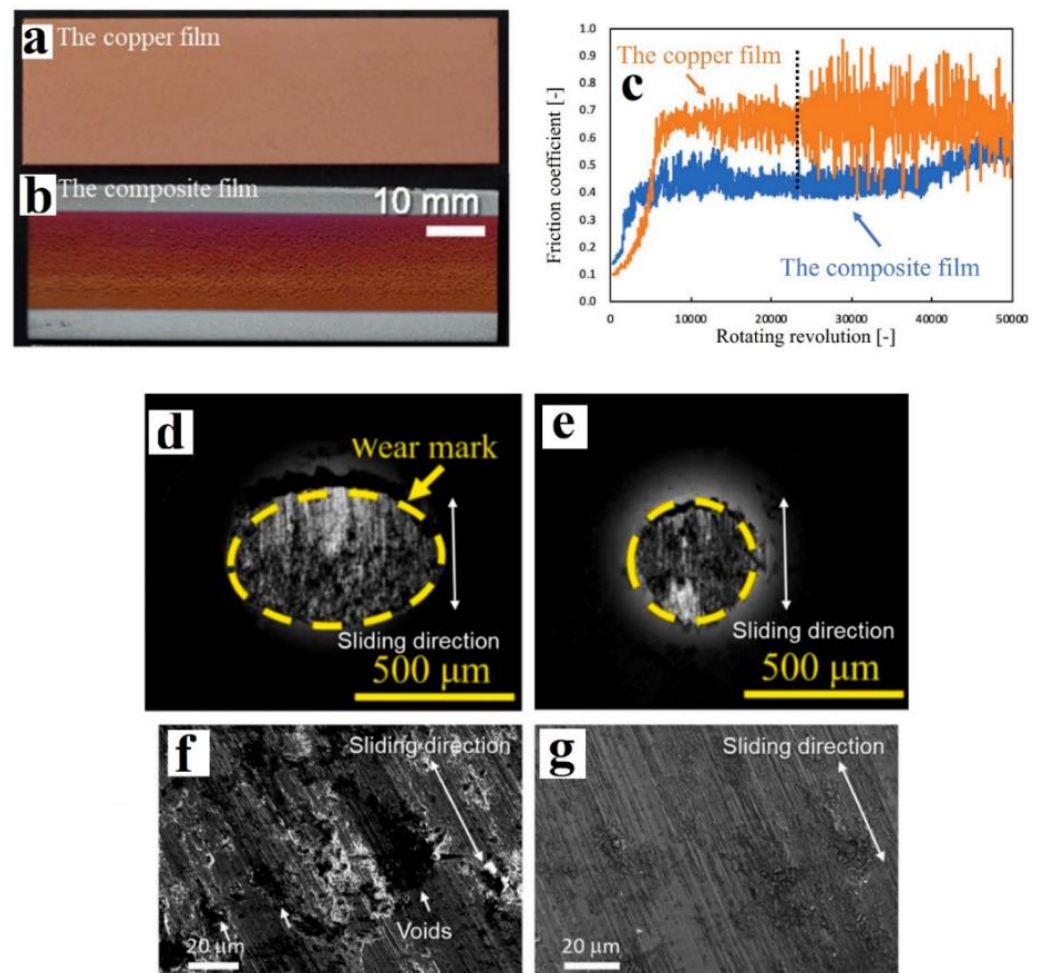 a The copper film
b The composite film
10 mm
c
The copper film
The composite film
Friction coefficient [-]
1.0
0.9
0.8
0.7
0.6
0.5
0.4
0.3
0.2
0.1
0.0
0 10000 20000 30000 40000 50000
Rotating revolution [-]
d
Wear mark
Sliding direction
500 μm
e
Sliding direction
500 μm
f
Sliding direction
Voids
20 μm
g
Sliding direction
20 μm